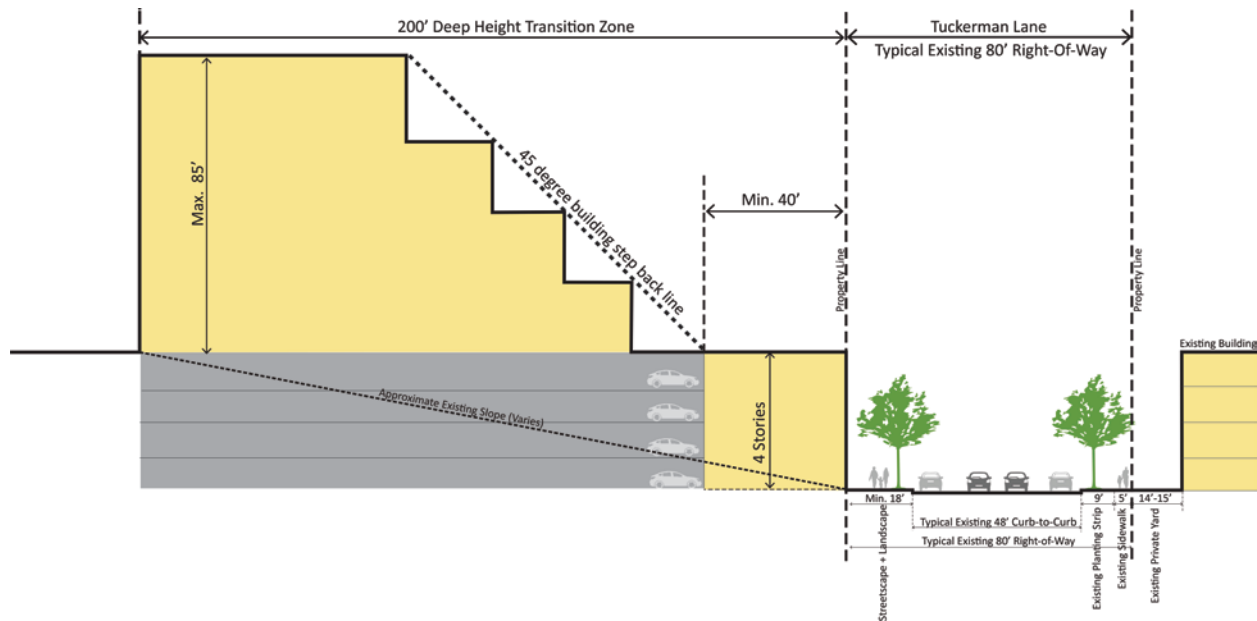 200' Deep Height Transition Zone
Tuckerman Lane
Typical Existing 80' Right-Of-Way
Max. 85'
45 degree building step back line
Min. 40'
Property Line
Property Line
Existing Building
Approximate Existing Slope (Varies)
4 Stories
Min. 18'
9'
5'
14'-15'
Typical Existing 48' Curb-to-Curb
Typical Existing 80' Right-of-Way
Streetscape + Landscape
Existing Planting Strip
Existing Sidewalk
Existing Private Yard